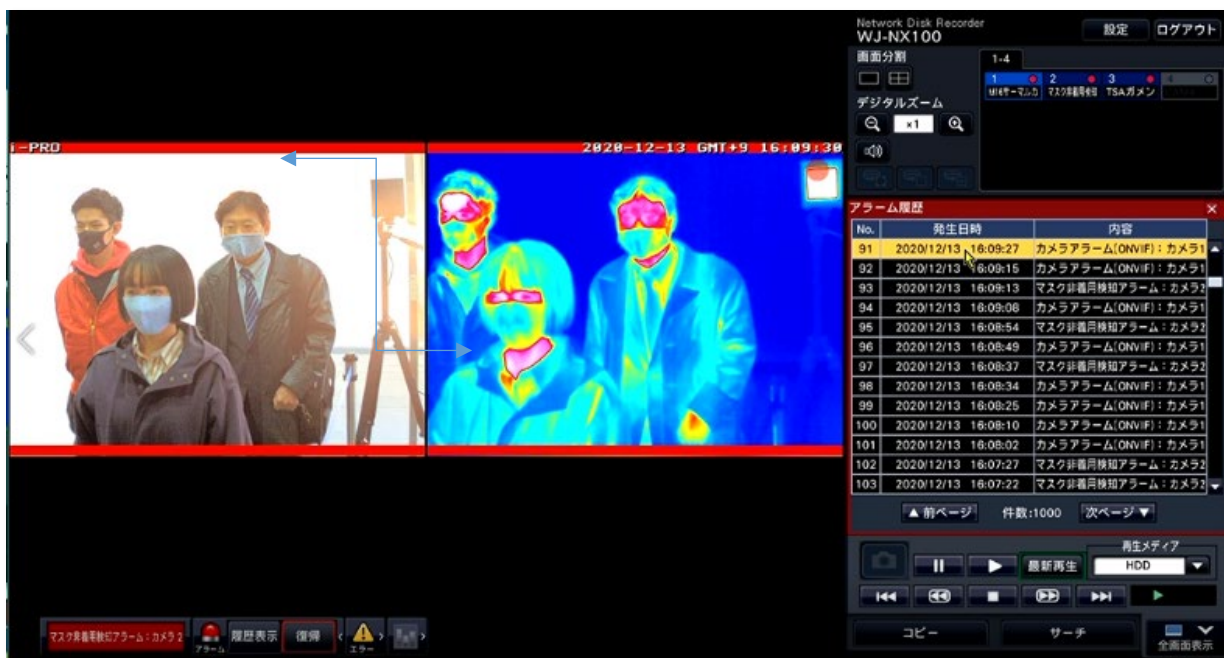 Network Disk Recorder
WJ-NX100
設定
ログアウト
画面分割
1-4
1
2
3
4
マスク非着用検知
TSAガメン
デジタルズーム
x1
i-PRO
2020-12-13 GMT+9 16:09:30
アラーム履歴
No. 発生日時 内容
91 2020/12/13 16:09:27 カメラアラーム(ONVIF):カメラ1
92 2020/12/13 16:09:15 カメラアラーム(ONVIF):カメラ1
93 2020/12/13 16:09:13 マスク非着用検知アラーム:カメラ2
94 2020/12/13 16:09:06 カメラアラーム(ONVIF):カメラ1
95 2020/12/13 16:08:54 マスク非着用検知アラーム:カメラ2
96 2020/12/13 16:08:49 カメラアラーム(ONVIF):カメラ1
97 2020/12/13 16:08:37 マスク非着用検知アラーム:カメラ2
98 2020/12/13 16:08:34 カメラアラーム(ONVIF):カメラ1
99 2020/12/13 16:08:25 カメラアラーム(ONVIF):カメラ1
100 2020/12/13 16:08:10 カメラアラーム(ONVIF):カメラ1
101 2020/12/13 16:08:02 カメラアラーム(ONVIF):カメラ1
102 2020/12/13 16:07:27 マスク非着用検知アラーム:カメラ2
103 2020/12/13 16:07:22 マスク非着用検知アラーム:カメラ2
▲前ページ 件数:1000 次ページ▼
再生メディア
最新再生
HDD
コピー
サーチ
全画面表示
マスク非着用検知アラーム:カメラ2
アラーム
履歴表示
復帰
エラー